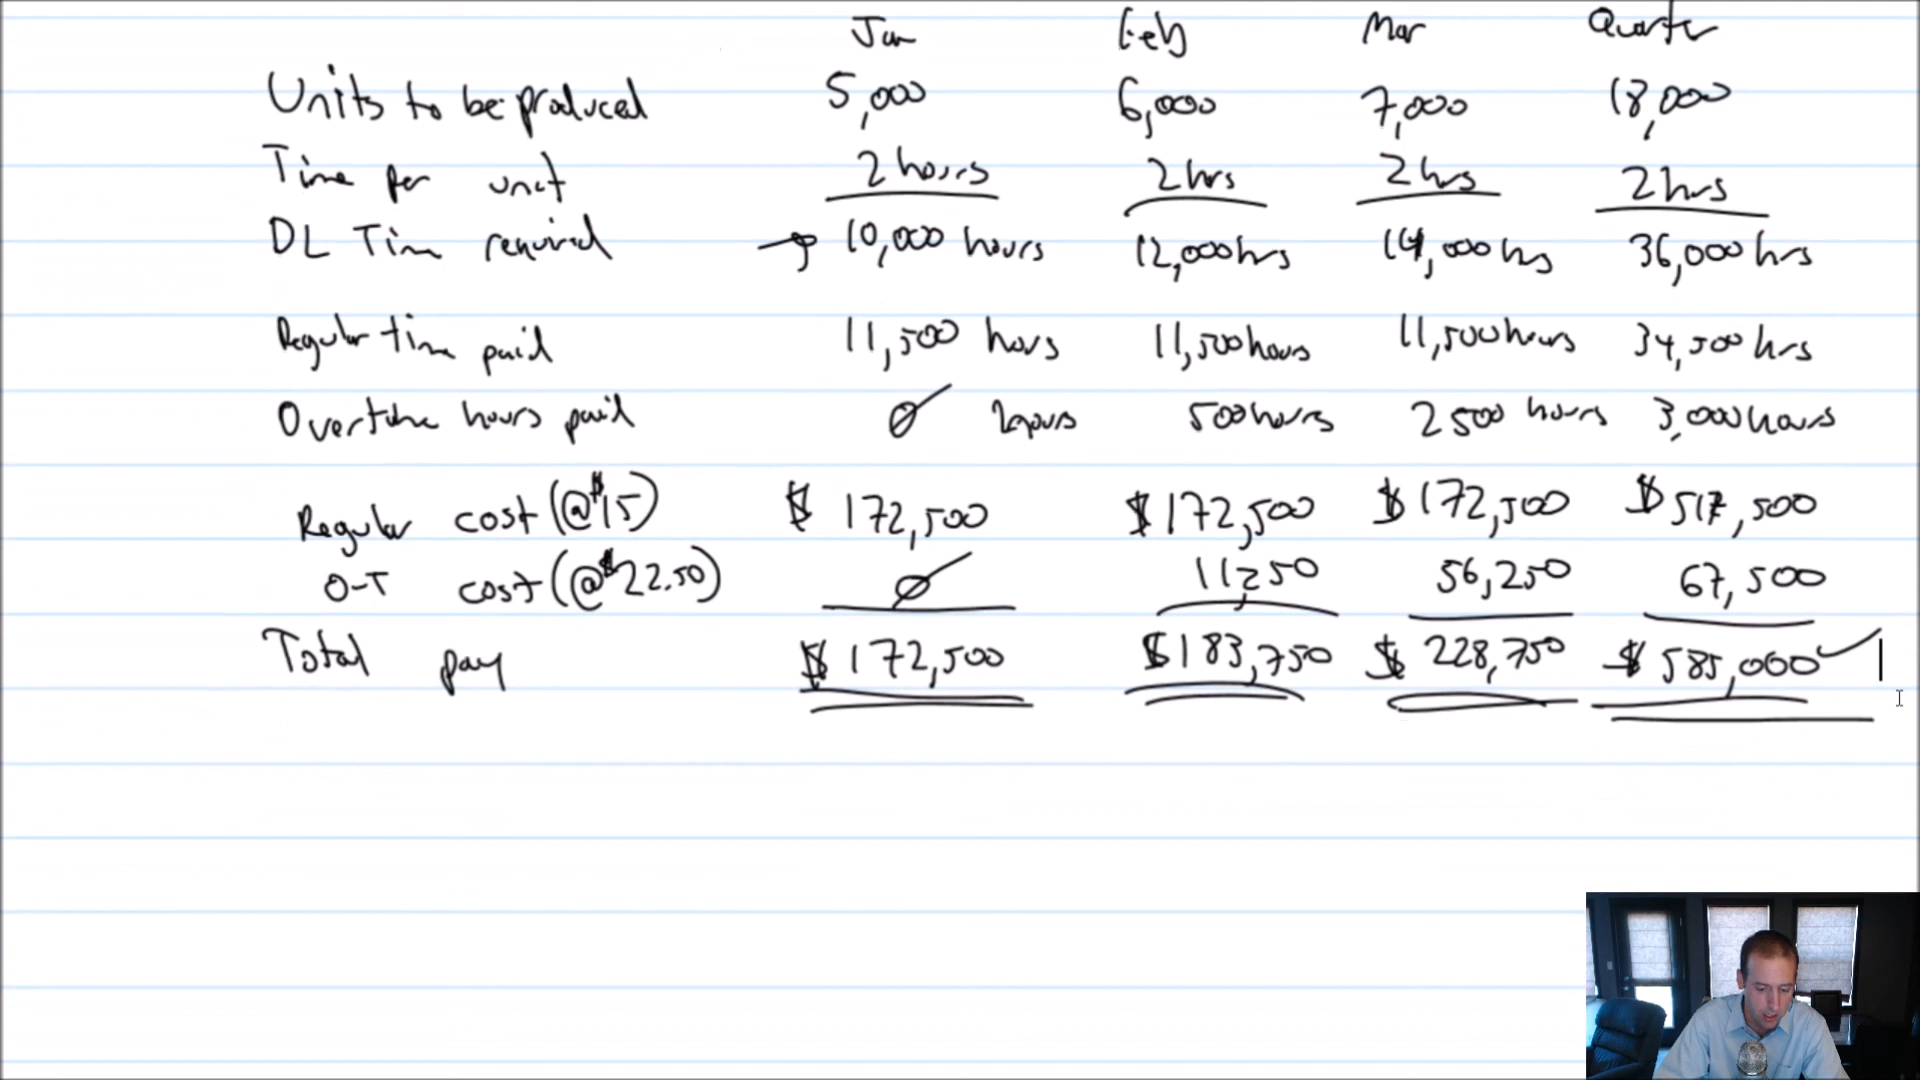 Jan Feb Mar Quarter
Units to be produced 5,000 6,000 7,000 18,000
Time per unit 2 hours 2 hrs 2 hrs 2 hrs
DL Time required → 10,000 hours 12,000 hrs 14,000 hrs 36,000 hrs
Regular time paid 11,500 hours 11,500 hours 11,500 hours 34,500 hrs
Overtime hours paid Ø hours 500 hours 2500 hours 3,000 hours
Regular cost (@$15) $ 172,500 $172,500 $172,500 $517,500
O-T cost (@$22.50) Ø 11,250 56,250 67,500
Total pay $ 172,500 $183,750 $ 228,750 $ 585,000 ✓